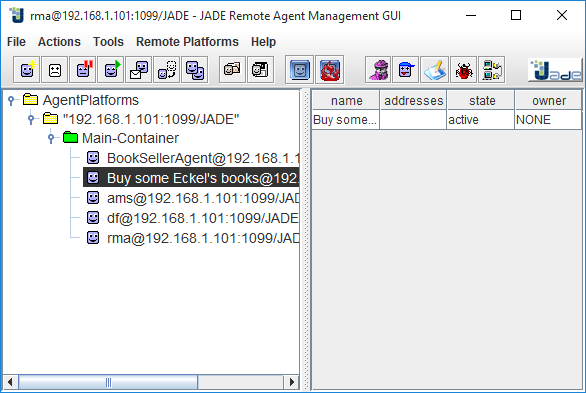 rma@192.168.1.101:1099/JADE - JADE Remote Agent Management GUI
File Actions Tools Remote Platforms Help
Jade
AgentPlatforms
"192.168.1.101:1099/JADE"
Main-Container
BookSellerAgent@192.168.1.1
Buy some Eckel's books@192.
ams@192.168.1.101:1099/JAD
df@192.168.1.101:1099/JADE
rma@192.168.1.101:1099/JAD
name addresses state owner
Buy some... active NONE